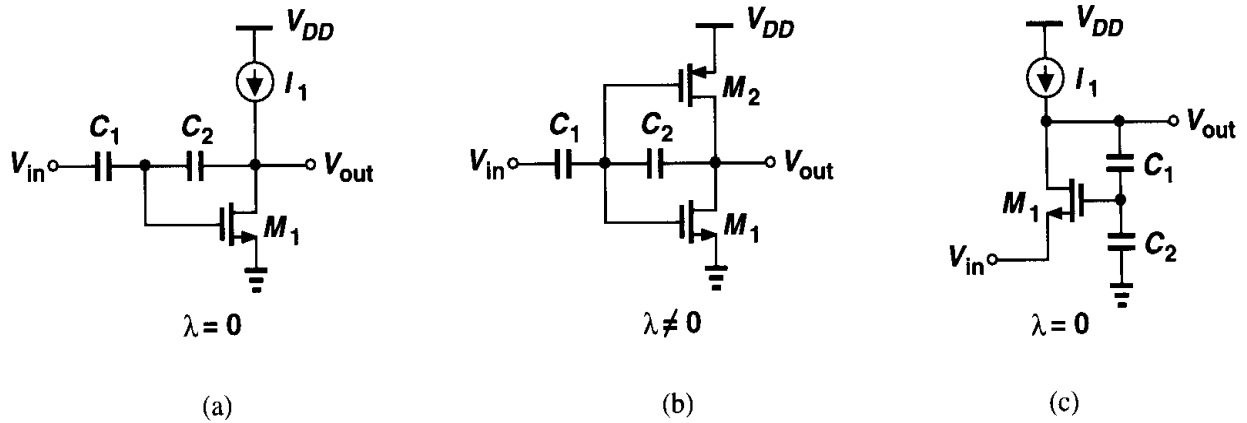 V_DD
I_1
C_1 C_2
V_in
V_out
M_1
λ = 0
(a)
V_DD
M_2
C_1 C_2
V_in
V_out
M_1
λ ≠ 0
(b)
V_DD
I_1
V_out
C_1
M_1
C_2
V_in
λ = 0
(c)